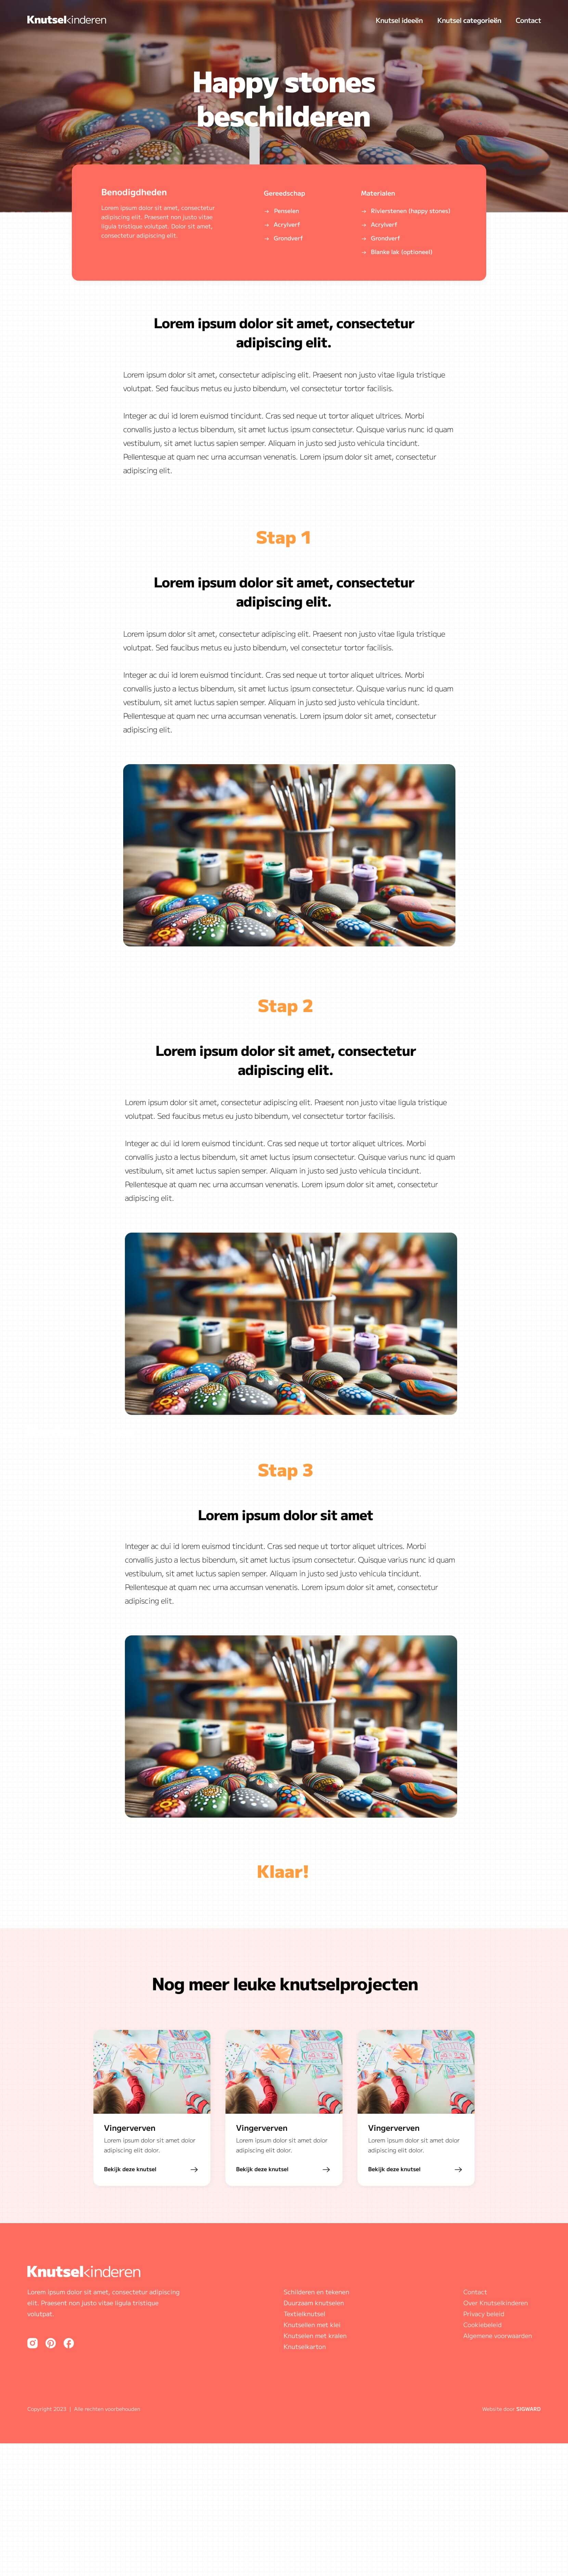 Knutselkinderen
Knutsel ideeën
Knutsel categorieën
Contact
Happy stones
beschilderen
Benodigdheden
Lorem ipsum dolor sit amet, consectetur
adipiscing elit. Praesent non justo vitae
ligula tristique volutpat. Dolor sit amet,
consectetur adipiscing elit.
Gereedschap
→ Penselen
→ Acrylverf
→ Grondverf
Materialen
→ Rivierstenen (happy stones)
→ Acrylverf
→ Grondverf
→ Blanke lak (optioneel)
Lorem ipsum dolor sit amet, consectetur
adipiscing elit.
Lorem ipsum dolor sit amet, consectetur adipiscing elit. Praesent non justo vitae ligula tristique
volutpat. Sed faucibus metus eu justo bibendum, vel consectetur tortor facilisis.
Integer ac dui id lorem euismod tincidunt. Cras sed neque ut tortor aliquet ultrices. Morbi
convallis justo a lectus bibendum, sit amet luctus ipsum consectetur. Quisque varius nunc id quam
vestibulum, sit amet luctus sapien semper. Aliquam in justo sed justo vehicula tincidunt.
Pellentesque at quam nec urna accumsan venenatis. Lorem ipsum dolor sit amet, consectetur
adipiscing elit.
Stap 1
Lorem ipsum dolor sit amet, consectetur
adipiscing elit.
Lorem ipsum dolor sit amet, consectetur adipiscing elit. Praesent non justo vitae ligula tristique
volutpat. Sed faucibus metus eu justo bibendum, vel consectetur tortor facilisis.
Integer ac dui id lorem euismod tincidunt. Cras sed neque ut tortor aliquet ultrices. Morbi
convallis justo a lectus bibendum, sit amet luctus ipsum consectetur. Quisque varius nunc id quam
vestibulum, sit amet luctus sapien semper. Aliquam in justo sed justo vehicula tincidunt.
Pellentesque at quam nec urna accumsan venenatis. Lorem ipsum dolor sit amet, consectetur
adipiscing elit.
Stap 2
Lorem ipsum dolor sit amet, consectetur
adipiscing elit.
Lorem ipsum dolor sit amet, consectetur adipiscing elit. Praesent non justo vitae ligula tristique
volutpat. Sed faucibus metus eu justo bibendum, vel consectetur tortor facilisis.
Integer ac dui id lorem euismod tincidunt. Cras sed neque ut tortor aliquet ultrices. Morbi
convallis justo a lectus bibendum, sit amet luctus ipsum consectetur. Quisque varius nunc id quam
vestibulum, sit amet luctus sapien semper. Aliquam in justo sed justo vehicula tincidunt.
Pellentesque at quam nec urna accumsan venenatis. Lorem ipsum dolor sit amet, consectetur
adipiscing elit.
Stap 3
Lorem ipsum dolor sit amet
Integer ac dui id lorem euismod tincidunt. Cras sed neque ut tortor aliquet ultrices. Morbi
convallis justo a lectus bibendum, sit amet luctus ipsum consectetur. Quisque varius nunc id quam
vestibulum, sit amet luctus sapien semper. Aliquam in justo sed justo vehicula tincidunt.
Pellentesque at quam nec urna accumsan venenatis. Lorem ipsum dolor sit amet, consectetur
adipiscing elit.
Klaar!
Nog meer leuke knutselprojecten
Vingerverven
Lorem ipsum dolor sit amet dolor
adipiscing elit dolor.
Bekijk deze knutsel →
Vingerverven
Lorem ipsum dolor sit amet dolor
adipiscing elit dolor.
Bekijk deze knutsel →
Vingerverven
Lorem ipsum dolor sit amet dolor
adipiscing elit dolor.
Bekijk deze knutsel →
Knutselkinderen
Lorem ipsum dolor sit amet, consectetur adipiscing
elit. Praesent non justo vitae ligula tristique
volutpat.
Schilderen en tekenen
Duurzaam knutselen
Textielknutsel
Knutsellen met klei
Knutselen met kralen
Knutselkarton
Contact
Over Knutselkinderen
Privacy beleid
Cookiebeleid
Algemene voorwaarden
Copyright 2023 | Alle rechten voorbehouden
Website door SIGWARD